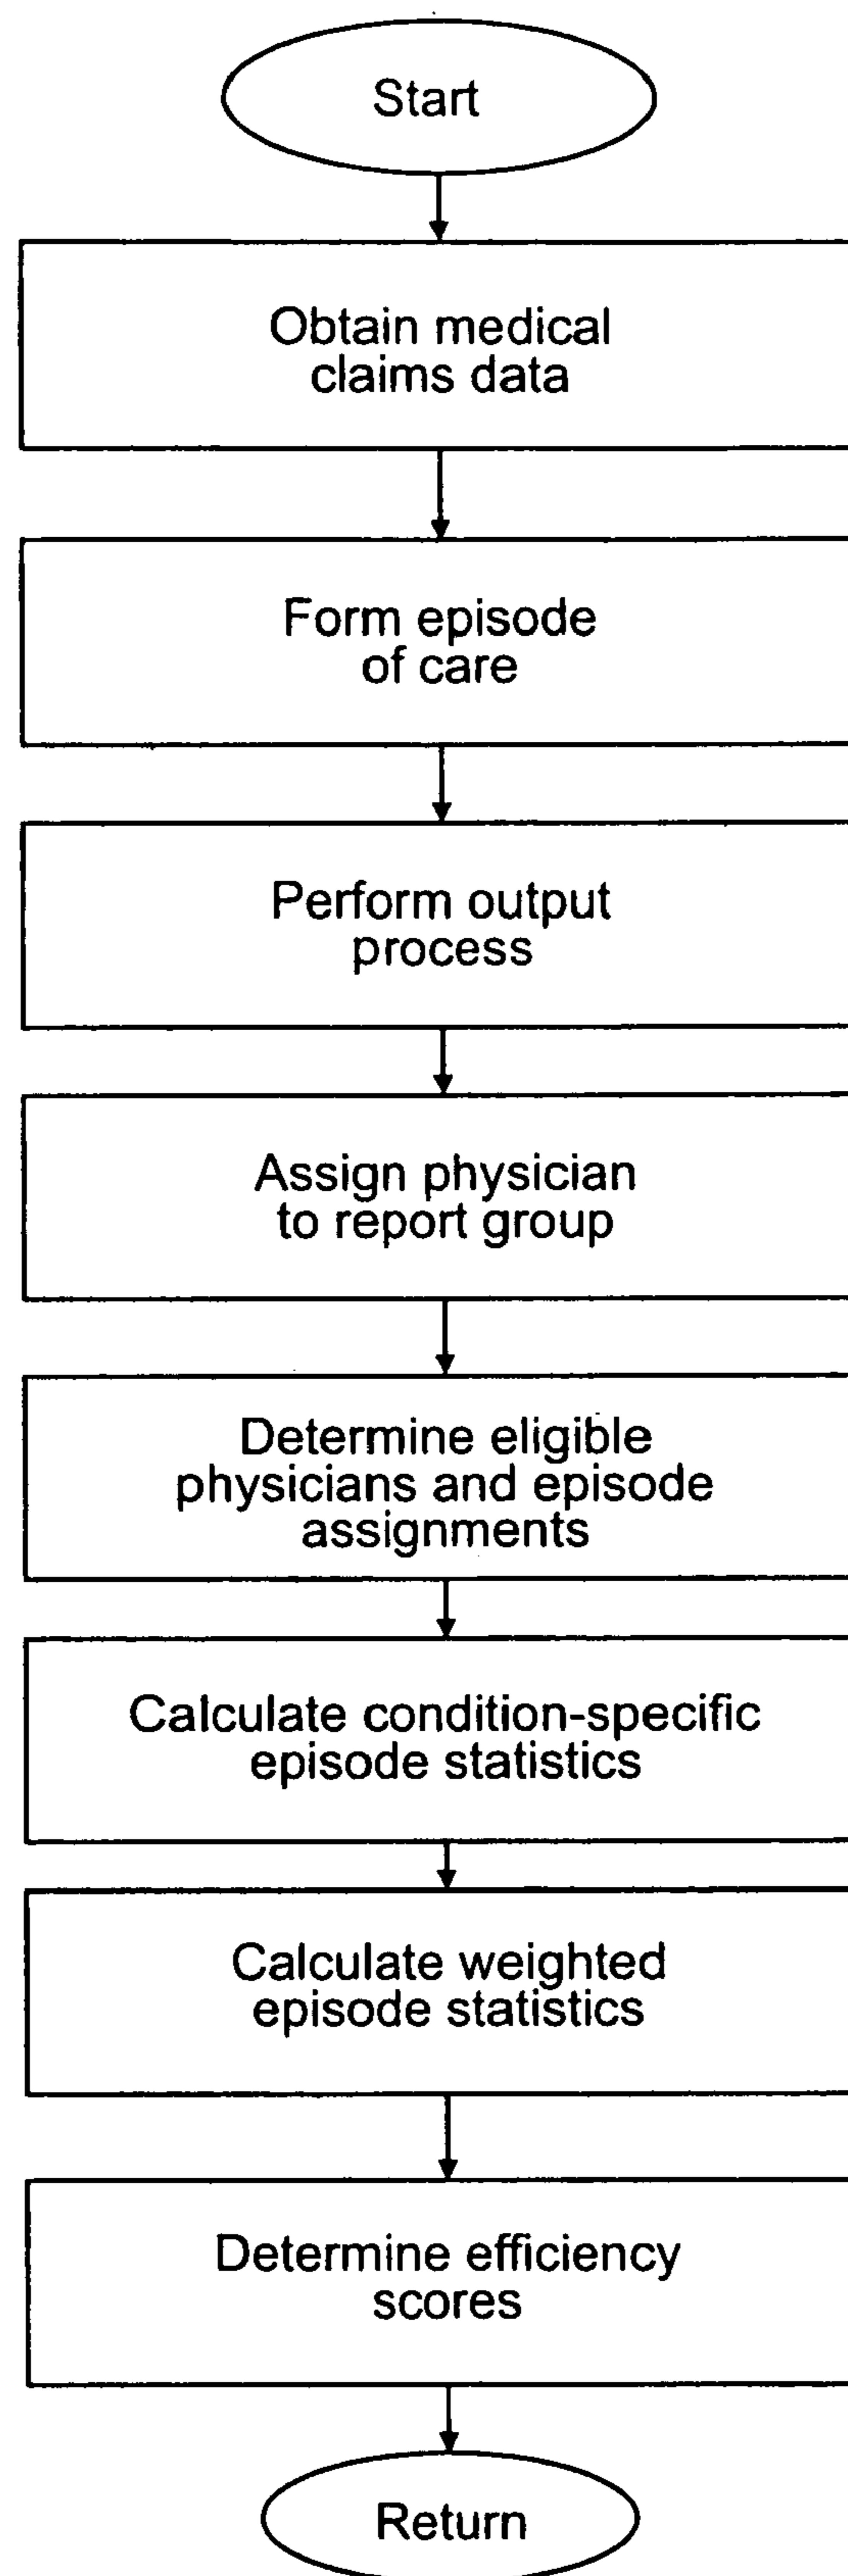 Start
Obtain medical
claims data
Form episode
of care
Perform output
process
Assign physician
to report group
Determine eligible
physicians and episode
assignments
Calculate condition-specific
episode statistics
Calculate weighted
episode statistics
Determine efficiency
scores
Return